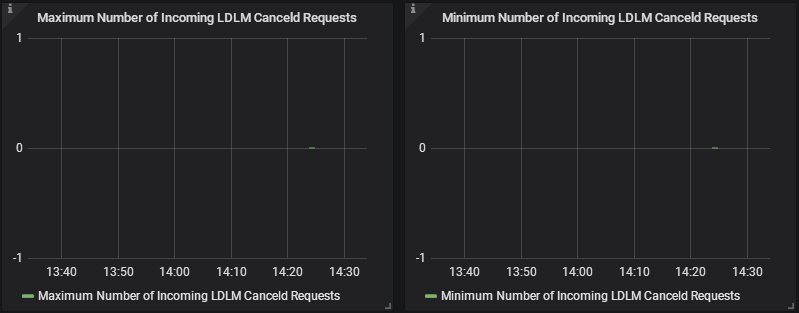 Maximum Number of Incoming LDLM Canceld Requests
1
0
-1
13:40 13:50 14:00 14:10 14:20 14:30
Maximum Number of Incoming LDLM Canceld Requests
Minimum Number of Incoming LDLM Canceld Requests
1
0
-1
13:40 13:50 14:00 14:10 14:20 14:30
Minimum Number of Incoming LDLM Canceld Requests